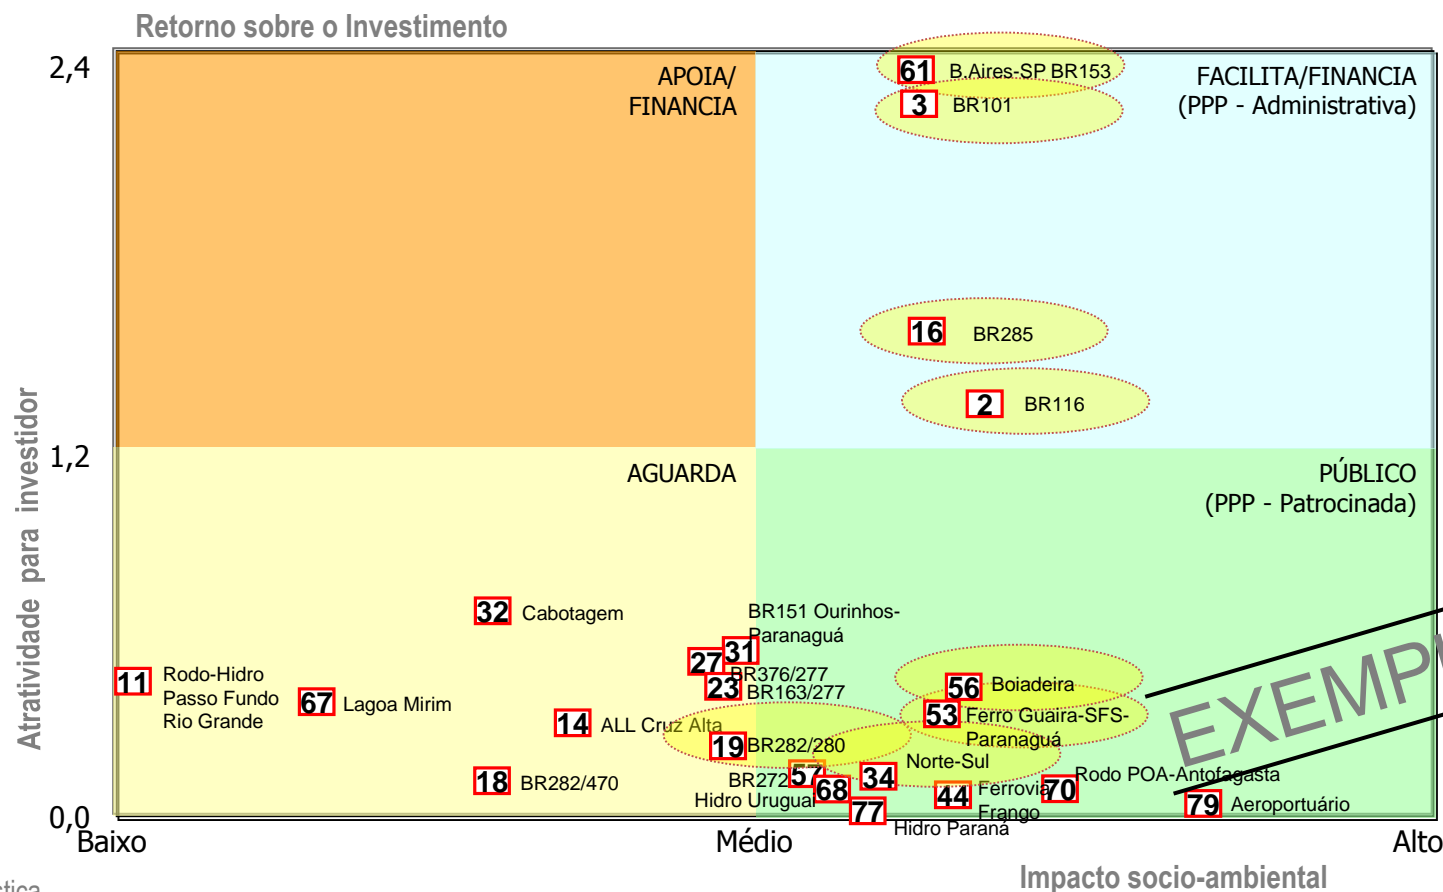 Retorno sobre o Investimento
2,4
APOIA/
FINANCIA
61 B.Aires-SP BR153
3 BR101
FACILITA/FINANCIA
(PPP - Administrativa)
16 BR285
2 BR116
Atratividade para investidor
1,2
AGUARDA
PÚBLICO
(PPP - Patrocinada)
32 Cabotagem
BR151 Ourinhos-
Paranaguá
31
27 BR376/277
11 Rodo-Hidro
Passo Fundo
Rio Grande
67 Lagoa Mirim
23 BR163/277
56 Boiadeira
53 Ferro Guaira-SFS-
Paranaguá
14 ALL Cruz Alta
19 BR282/280
Norte-Sul
34
18 BR282/470
BR272 57
Hidro Uruguai 68
77
Hidro Paraná
44 Ferrovia
Frango
Rodo POA-Antofagasta
70
79 Aeroportuário
0,0
Baixo
Médio
Alto
Impacto socio-ambiental